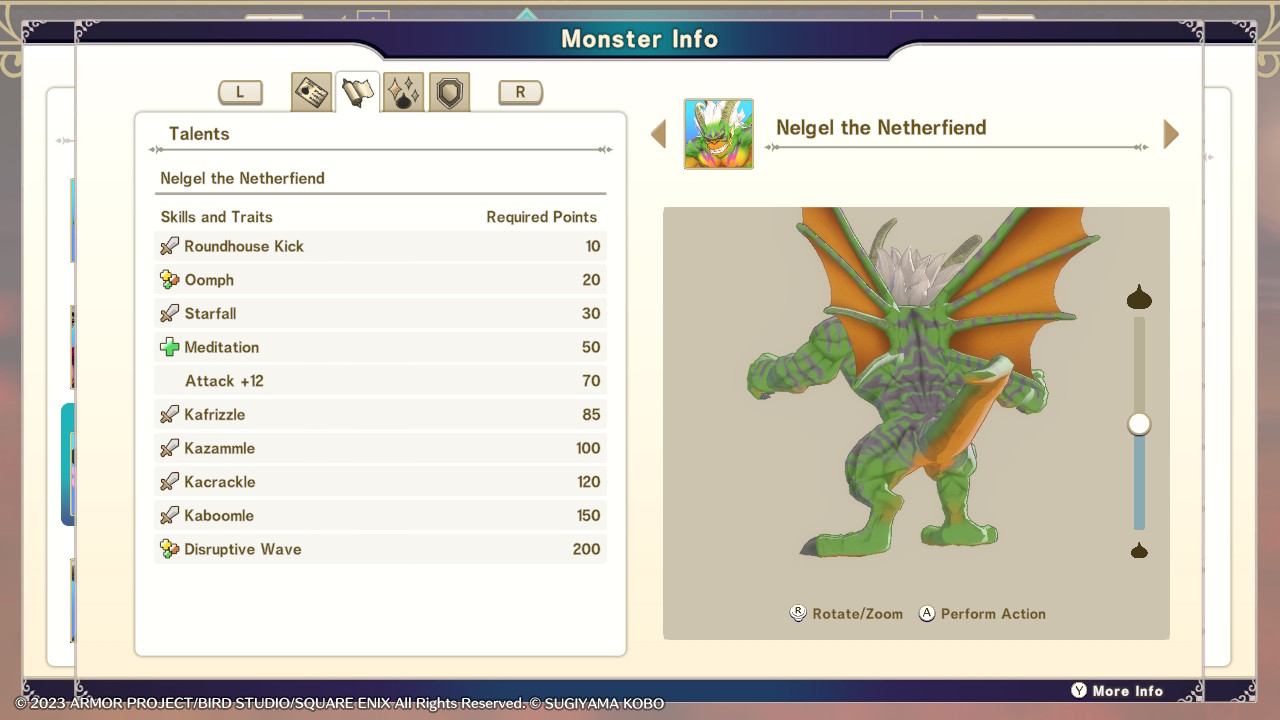 Monster Info
L
R
Talents
Nelgel the Netherfiend
Skills and Traits Required Points
Roundhouse Kick 10
Oomph 20
Starfall 30
Meditation 50
Attack +12 70
Kafrizzle 85
Kazammle 100
Kacrackle 120
Kaboomle 150
Disruptive Wave 200
Nelgel the Netherfiend
R Rotate/Zoom A Perform Action
Y More Info
© 2023 ARMOR PROJECT/BIRD STUDIO/SQUARE ENIX All Rights Reserved. © SUGIYAMA KOBO